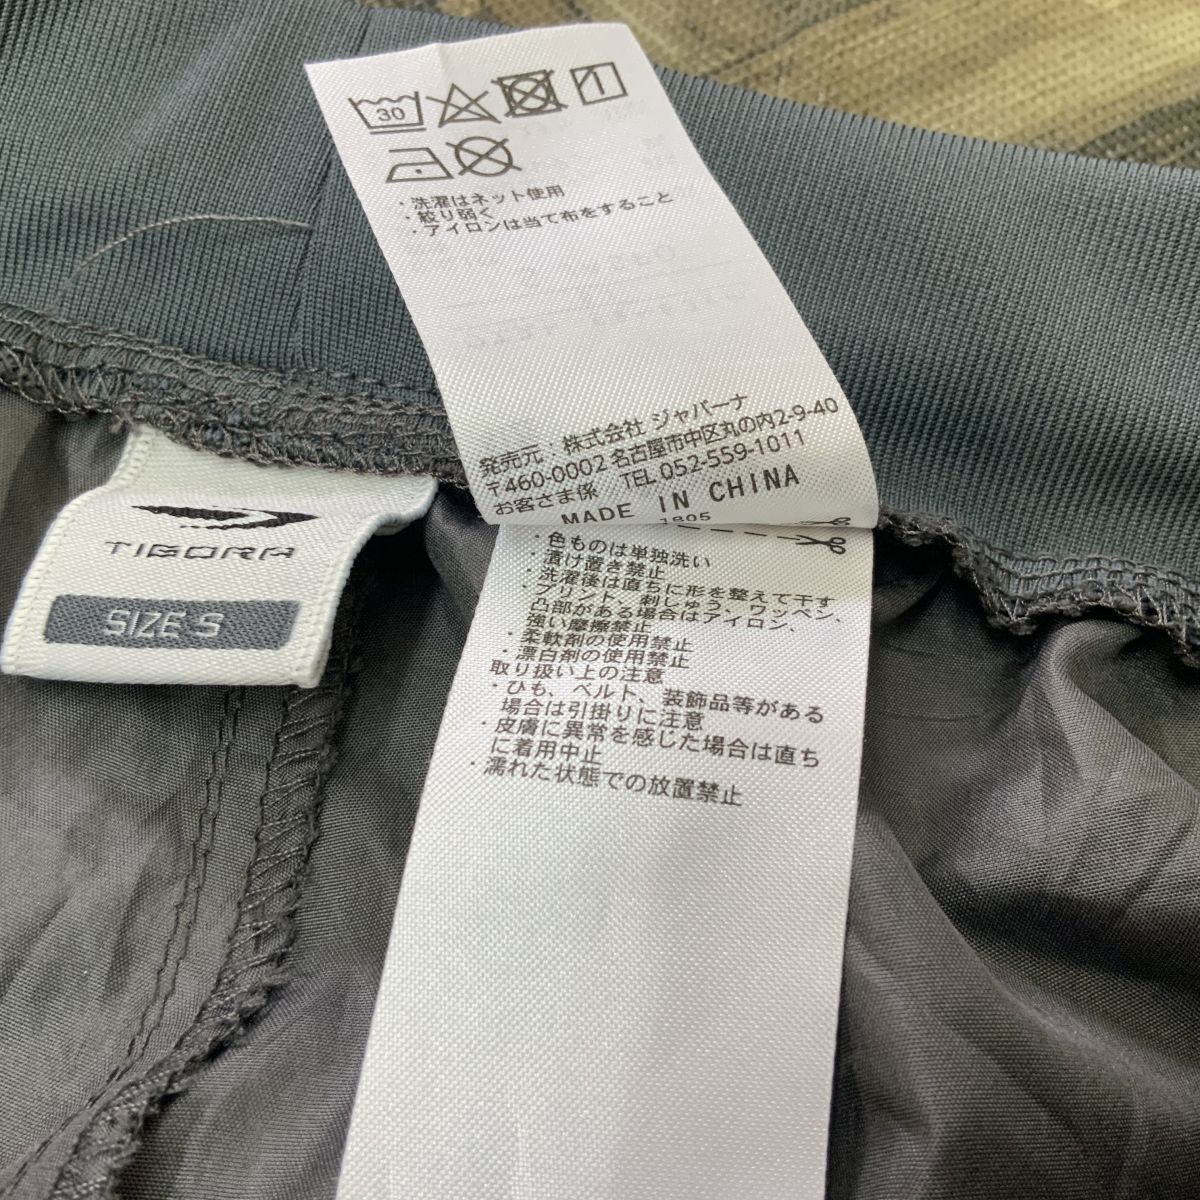 30
・洗濯はネット使用
・絞り弱く
・アイロンは当て布をすること
発売元：株式会社 ジャパーナ
〒460-0002 名古屋市中区丸の内2-9-40
お客さま係 TEL 052-559-1011
MADE IN CHINA
1805
・色ものは単独洗い
・漬け置き禁止
・洗濯後は直ちに形を整えて干す
・プリント、刺しゅう、ワッペン、
凸部がある場合はアイロン、
強い摩擦禁止
・柔軟剤の使用禁止
・漂白剤の使用禁止
取り扱い上の注意
・ひも、ベルト、装飾品等がある
場合は引掛りに注意
・皮膚に異常を感じた場合は直ち
に着用中止
・濡れた状態での放置禁止
TIGORA
SIZE S